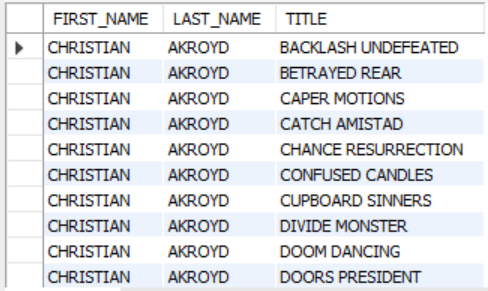 FIRST_NAME LAST_NAME TITLE
CHRISTIAN AKROYD BACKLASH UNDEFEATED
CHRISTIAN AKROYD BETRAYED REAR
CHRISTIAN AKROYD CAPER MOTIONS
CHRISTIAN AKROYD CATCH AMISTAD
CHRISTIAN AKROYD CHANCE RESURRECTION
CHRISTIAN AKROYD CONFUSED CANDLES
CHRISTIAN AKROYD CUPBOARD SINNERS
CHRISTIAN AKROYD DIVIDE MONSTER
CHRISTIAN AKROYD DOOM DANCING
CHRISTIAN AKROYD DOORS PRESIDENT